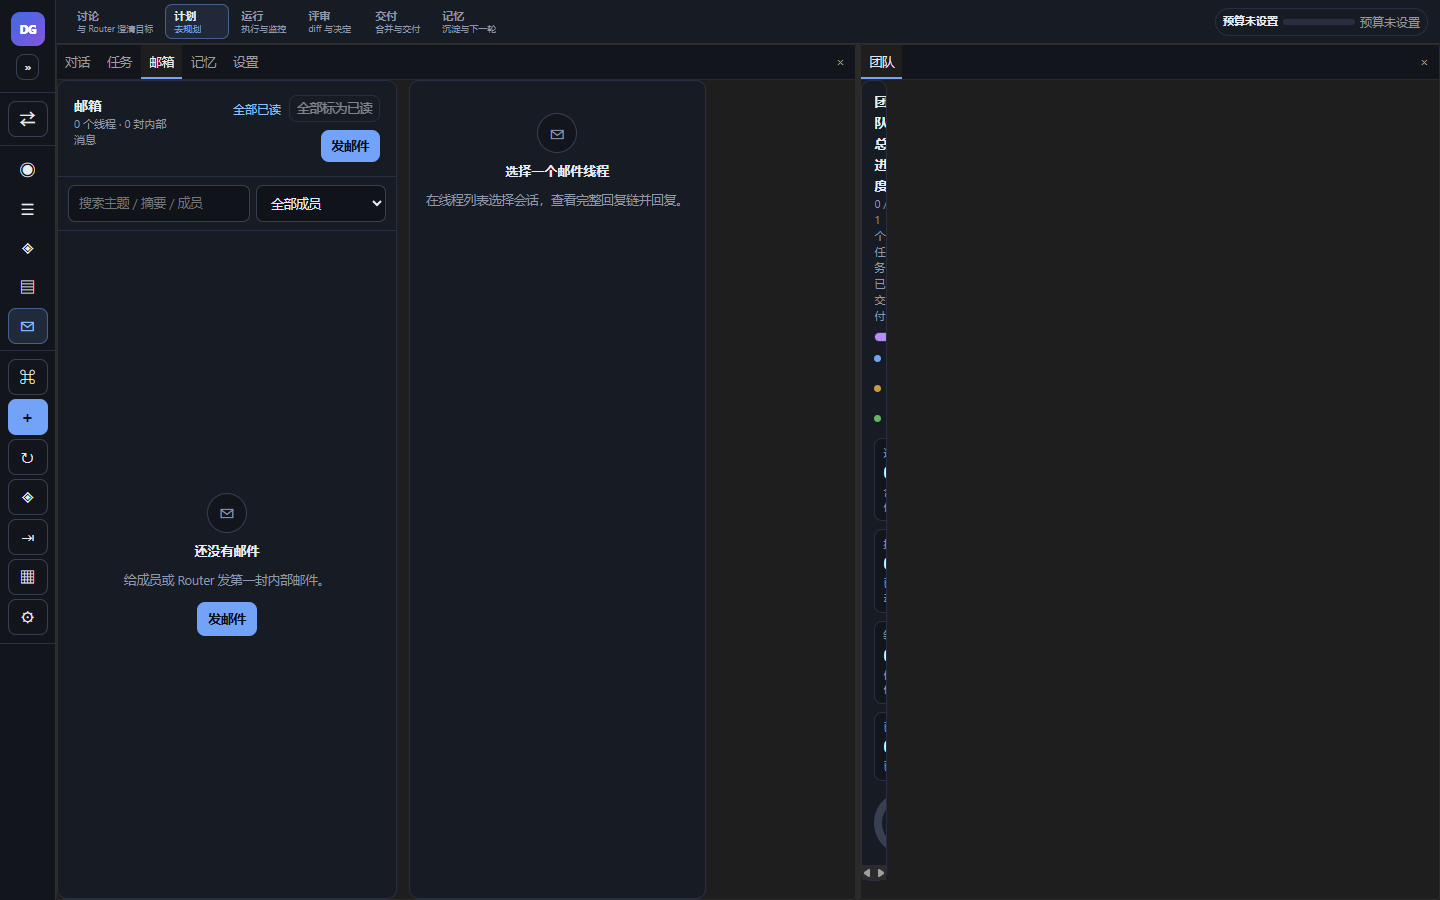 DG
»
讨论
与 Router 澄清目标
计划
去规划
运行
执行与监控
评审
diff 与决定
交付
合并与交付
记忆
沉淀与下一轮
预算未设置
预算未设置
对话
任务
邮箱
记忆
设置
×
团队
×
邮箱
0 个线程 · 0 封内部
消息
全部已读
全部标为已读
发邮件
搜索主题 / 摘要 / 成员
全部成员
还没有邮件
给成员或 Router 发第一封内部邮件。
发邮件
选择一个邮件线程
在线程列表选择会话，查看完整回复链并回复。
团
队
总
进
度
0 /
1
个
任
务
已
交
付